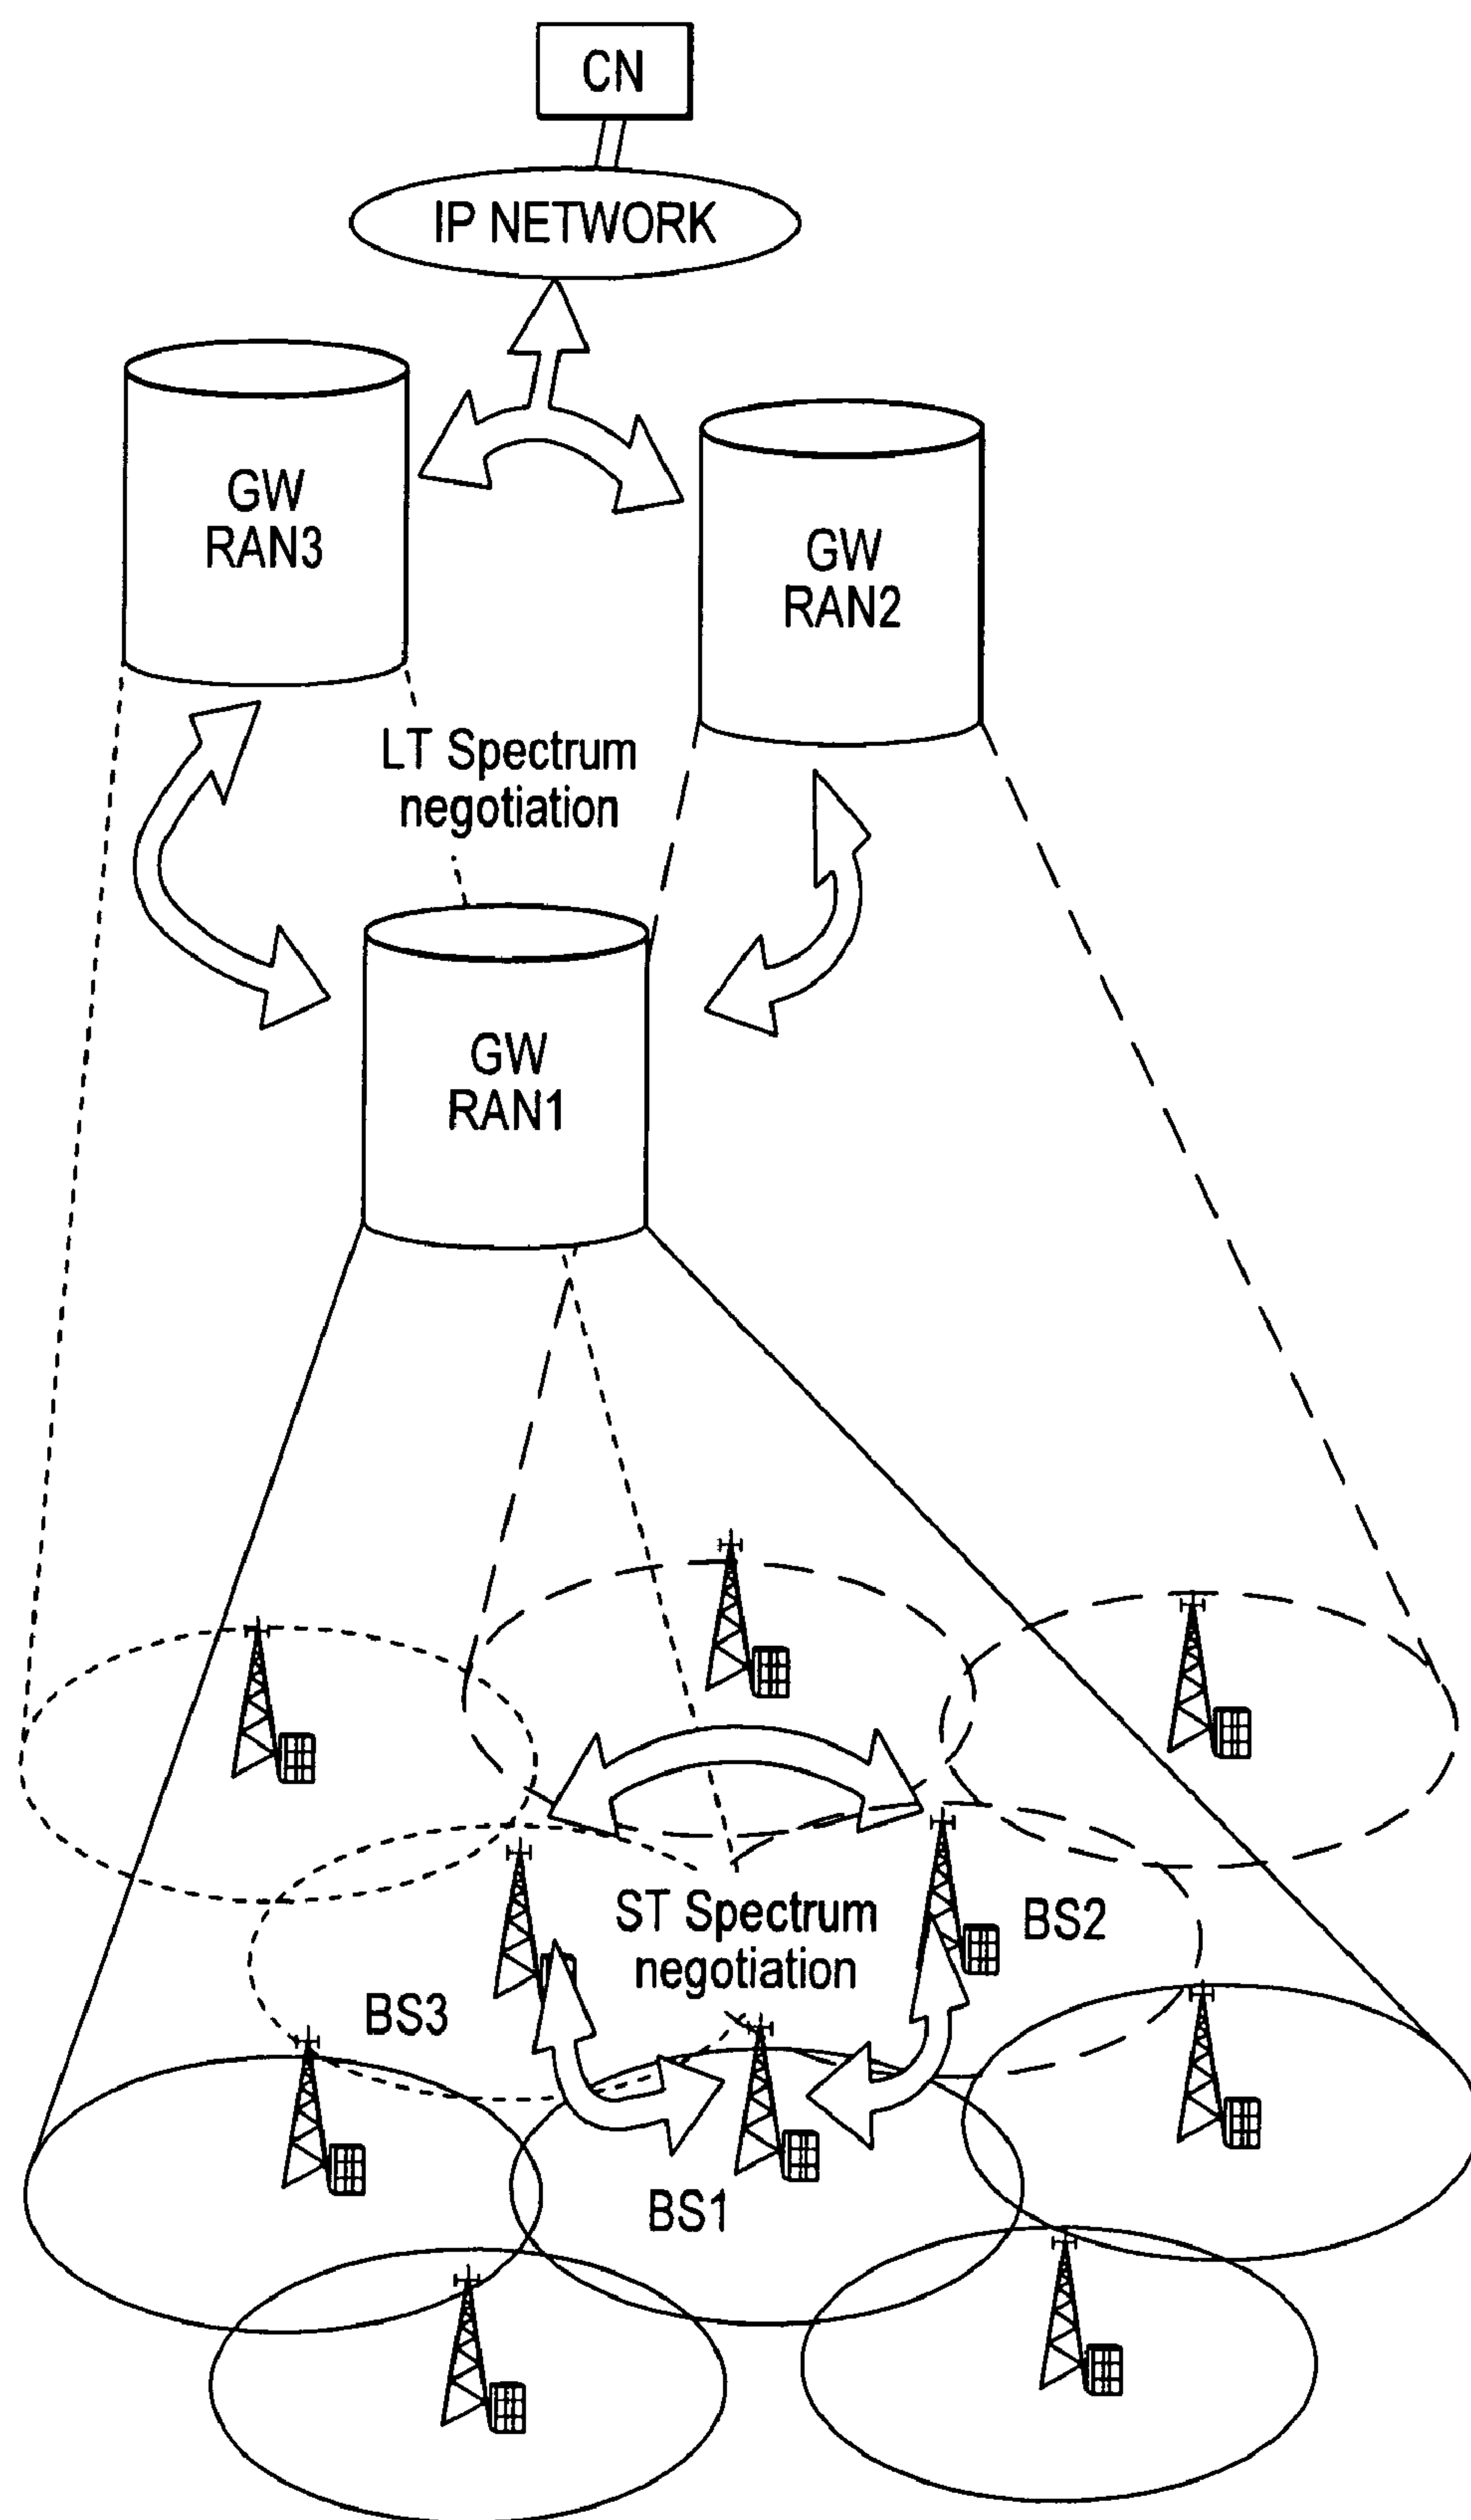 CN
IP NETWORK
GW
RAN3
GW
RAN2
LT Spectrum
negotiation
GW
RAN1
ST Spectrum
negotiation
BS2
BS3
BS1